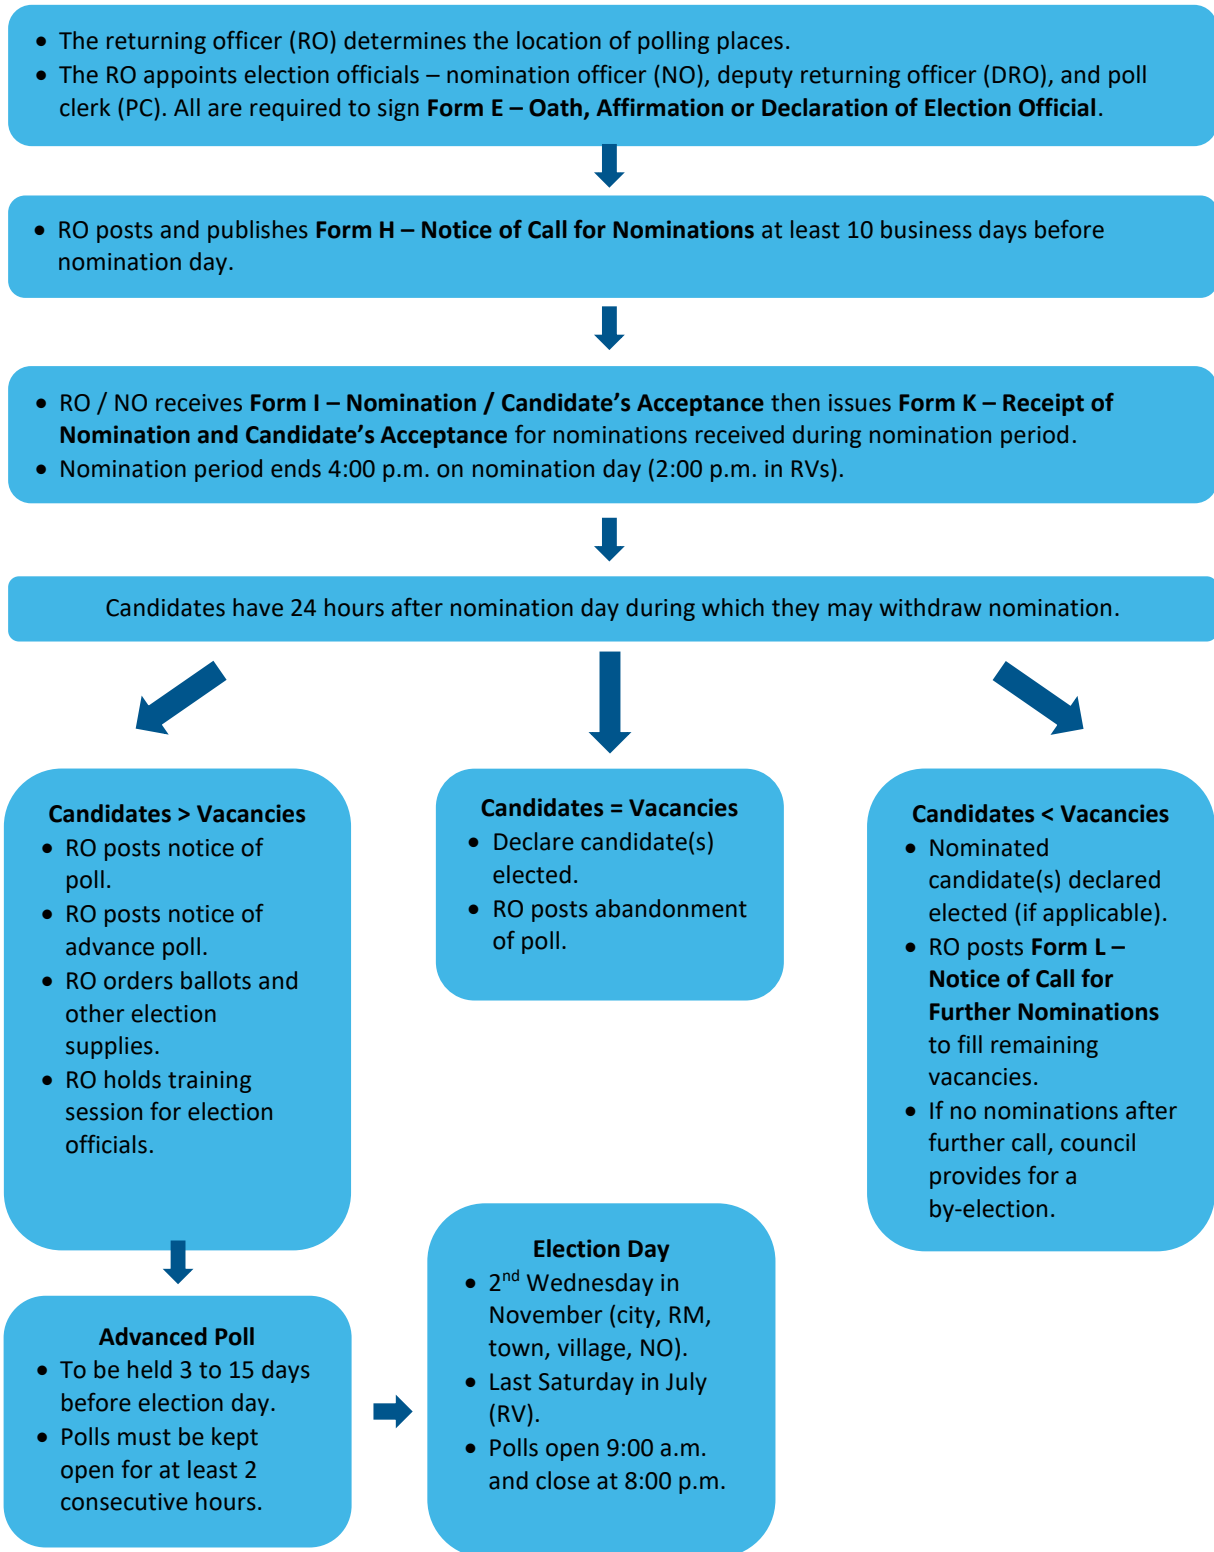 • The returning officer (RO) determines the location of polling places.
• The RO appoints election officials – nomination officer (NO), deputy returning officer (DRO), and poll
clerk (PC). All are required to sign Form E – Oath, Affirmation or Declaration of Election Official.
• RO posts and publishes Form H – Notice of Call for Nominations at least 10 business days before
nomination day.
• RO / NO receives Form I – Nomination / Candidate’s Acceptance then issues Form K – Receipt of
Nomination and Candidate’s Acceptance for nominations received during nomination period.
• Nomination period ends 4:00 p.m. on nomination day (2:00 p.m. in RVs).
Candidates have 24 hours after nomination day during which they may withdraw nomination.
Candidates > Vacancies
• RO posts notice of
poll.
• RO posts notice of
advance poll.
• RO orders ballots and
other election
supplies.
• RO holds training
session for election
officials.
Candidates = Vacancies
• Declare candidate(s)
elected.
• RO posts abandonment
of poll.
Candidates < Vacancies
• Nominated
candidate(s) declared
elected (if applicable).
• RO posts Form L –
Notice of Call for
Further Nominations
to fill remaining
vacancies.
• If no nominations after
further call, council
provides for a
by-election.
Advanced Poll
• To be held 3 to 15 days
before election day.
• Polls must be kept
open for at least 2
consecutive hours.
Election Day
• 2nd Wednesday in
November (city, RM,
town, village, NO).
• Last Saturday in July
(RV).
• Polls open 9:00 a.m.
and close at 8:00 p.m.